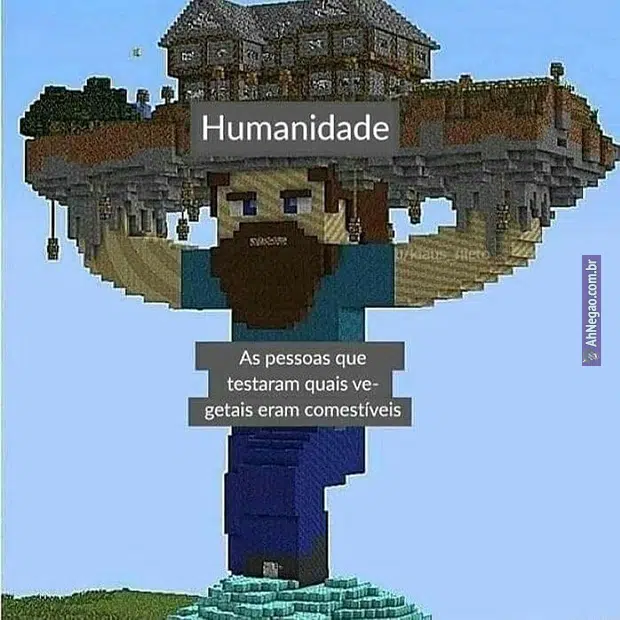 Humanidade
As pessoas que
testaram quais ve-
getais eram comestíveis
AhNegao.com.br